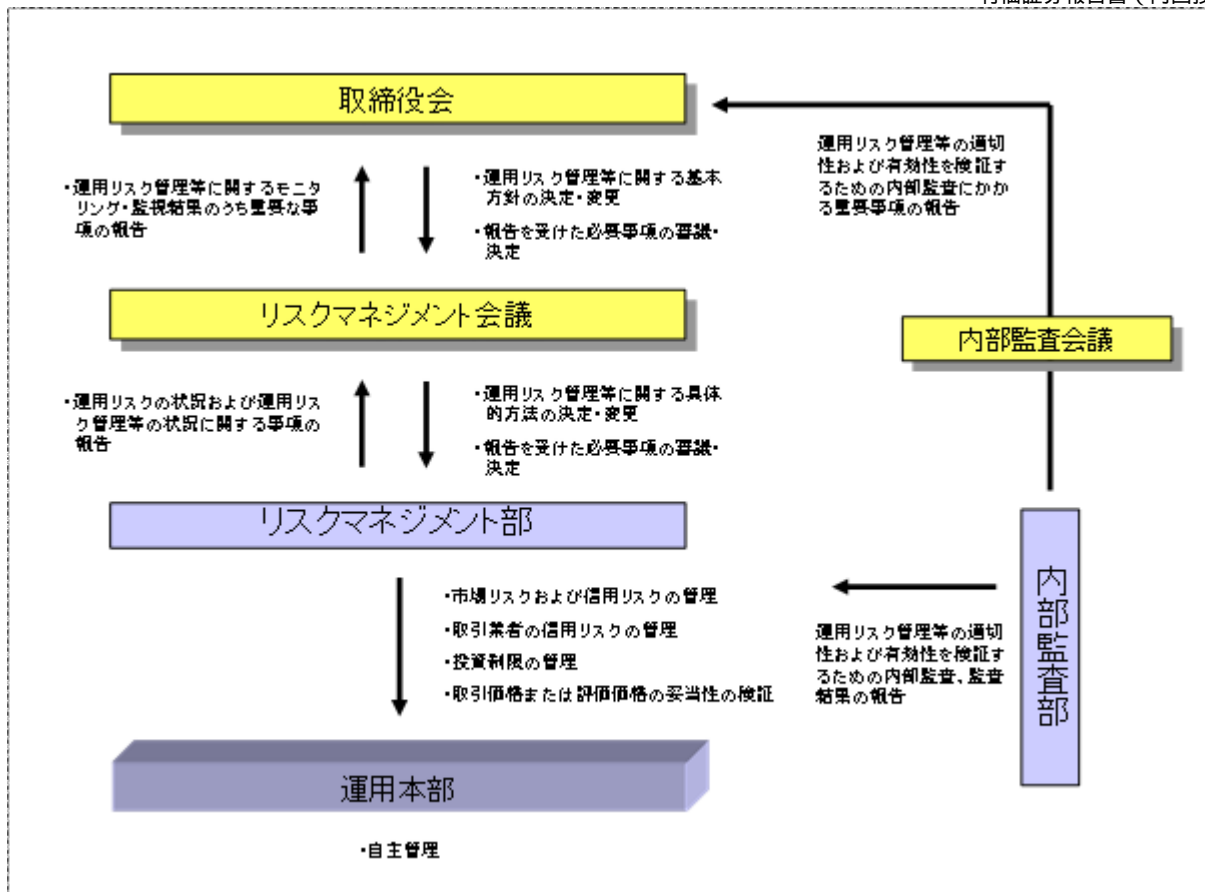 取締役会
・運用リスク管理等に関するモニタ
リング・監視結果のうち重要な事
項の報告
・運用リスク管理等に関する基本
方針の決定・変更
・報告を受けた必要事項の審議・
決定
運用リスク管理等の適切
性および有効性を検証す
るための内部監査にかか
る重要事項の報告
リスクマネジメント会議
内部監査会議
・運用リスクの状況および運用リス
ク管理等の状況に関する事項の
報告
・運用リスク管理等に関する具体
的方法の決定・変更
・報告を受けた必要事項の審議・
決定
リスクマネジメント部
内部監査部
・市場リスクおよび信用リスクの管理
・取引業者の信用リスクの管理
・投資制限の管理
・取引価格または評価価格の妥当性の検証
運用リスク管理等の適切
性および有効性を検証す
るための内部監査、監査
結果の報告
運用本部
・自主管理